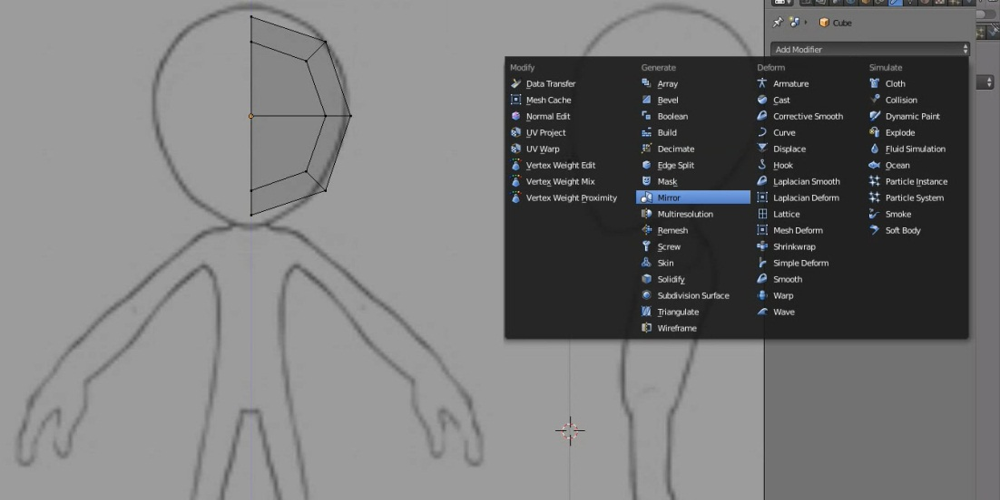 Cube
Add Modifier
Modify
Data Transfer
Mesh Cache
Normal Edit
UV Project
UV Warp
Vertex Weight Edit
Vertex Weight Mix
Vertex Weight Proximity
Generate
Array
Bevel
Boolean
Build
Decimate
Edge Split
Mask
Mirror
Multiresolution
Remesh
Screw
Skin
Solidify
Subdivision Surface
Triangulate
Wireframe
Deform
Armature
Cast
Corrective Smooth
Curve
Displace
Hook
Laplacian Smooth
Laplacian Deform
Lattice
Mesh Deform
Shrinkwrap
Simple Deform
Smooth
Warp
Wave
Simulate
Cloth
Collision
Dynamic Paint
Explode
Fluid Simulation
Ocean
Particle Instance
Particle System
Smoke
Soft Body